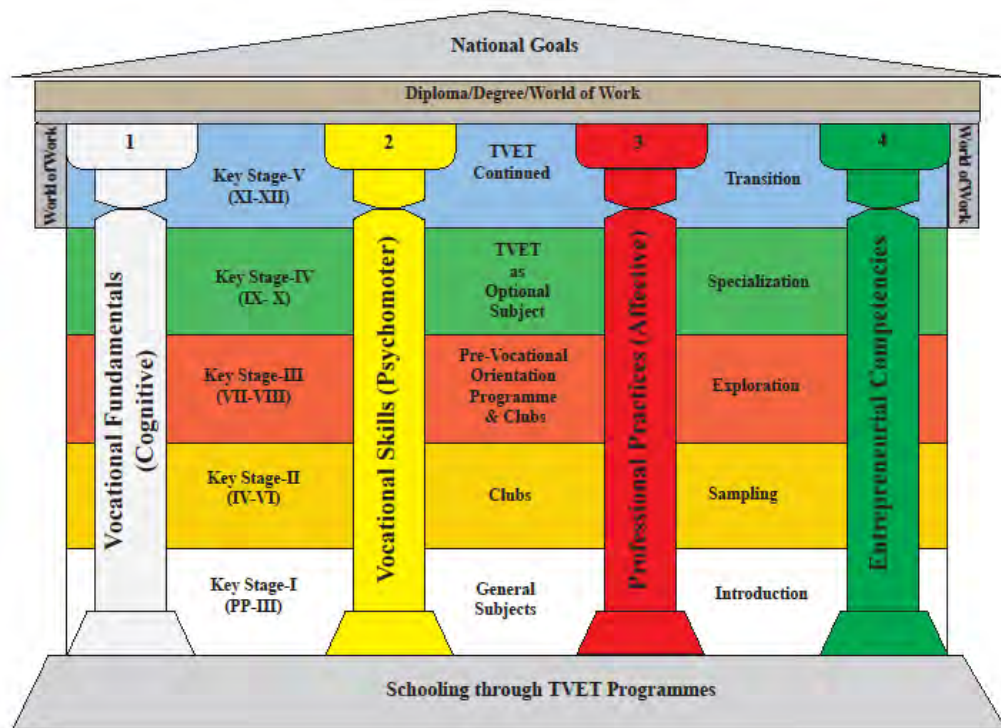 National Goals
Diploma/Degree/World of Work
World of Work
1
2
3
4
World of Work
Key Stage-V
(XI-XII)
TVET
Continued
Transition
Key Stage-IV
(IX- X)
TVET
as
Optional
Subject
Specialization
Key Stage-III
(VII-VIII)
Pre-Vocational
Orientation
Programme
& Clubs
Exploration
Key Stage-II
(IV-VI)
Clubs
Sampling
Key Stage-I
(PP-III)
General
Subjects
Introduction
Vocational Fundamentals
(Cognitive)
Vocational Skills (Psychomoter)
Professional Practices (Affective)
Entrepreneurial Competencies
Schooling through TVET Programmes